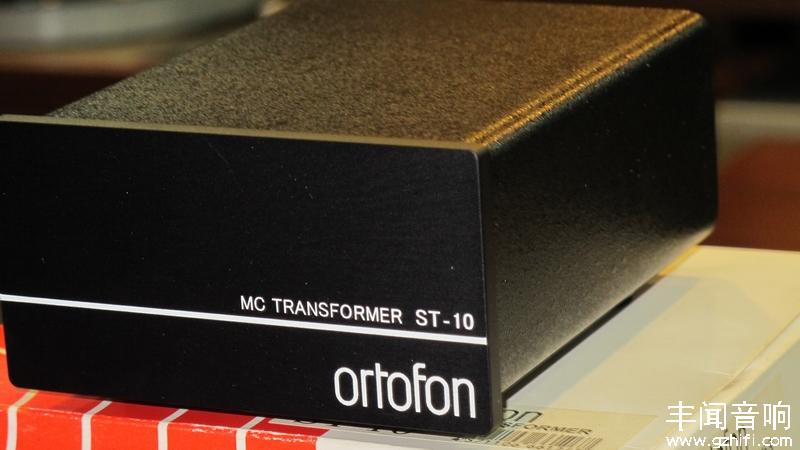 MC TRANSFORMER ST-10
ortofon
丰闻音响
www.gzhifi.com